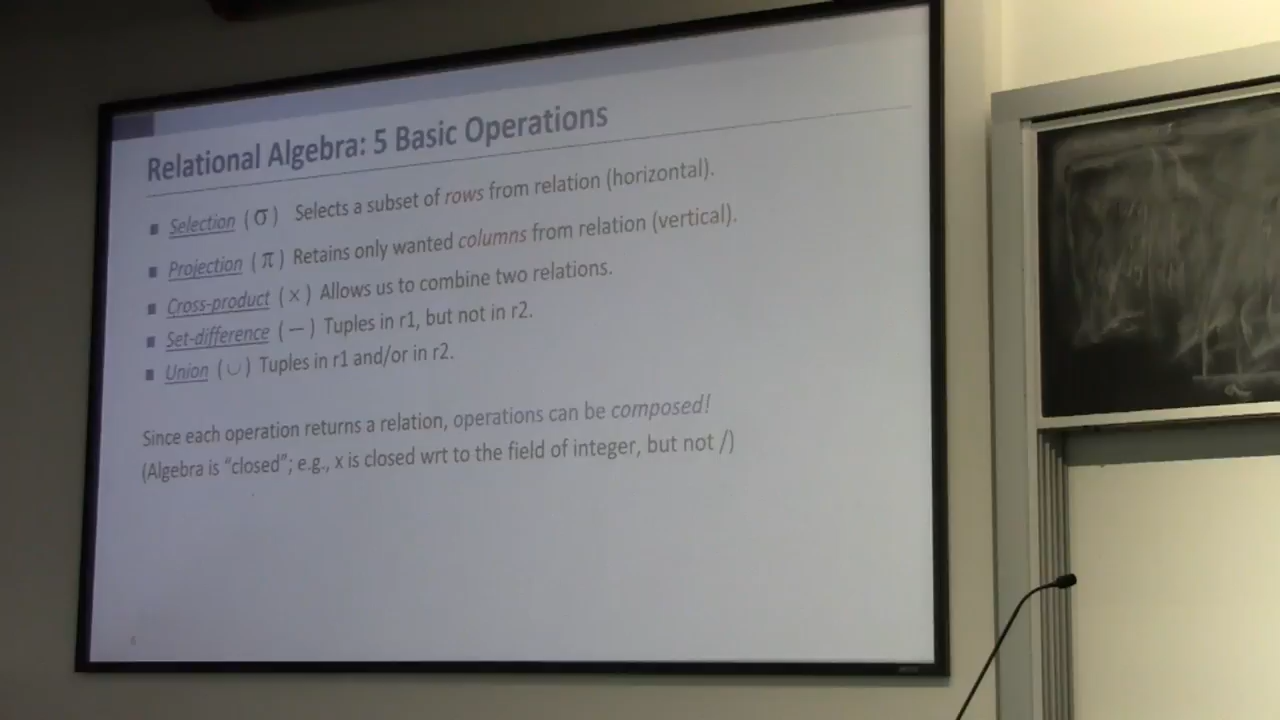 Relational Algebra: 5 Basic Operations
■ Selection ( σ ) Selects a subset of rows from relation (horizontal).
■ Projection ( π ) Retains only wanted columns from relation (vertical).
■ Cross-product ( × ) Allows us to combine two relations.
■ Set-difference ( — ) Tuples in r1, but not in r2.
■ Union ( ∪ ) Tuples in r1 and/or in r2.
Since each operation returns a relation, operations can be composed!
(Algebra is “closed”; e.g., x is closed wrt to the field of integer, but not /)